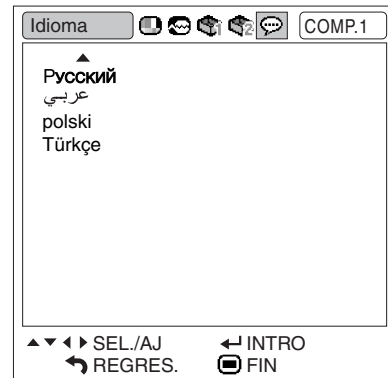 Idioma COMP.1
Русский
عربي
polski
Türkçe
SEL./AJ INTRO
REGRES. FIN